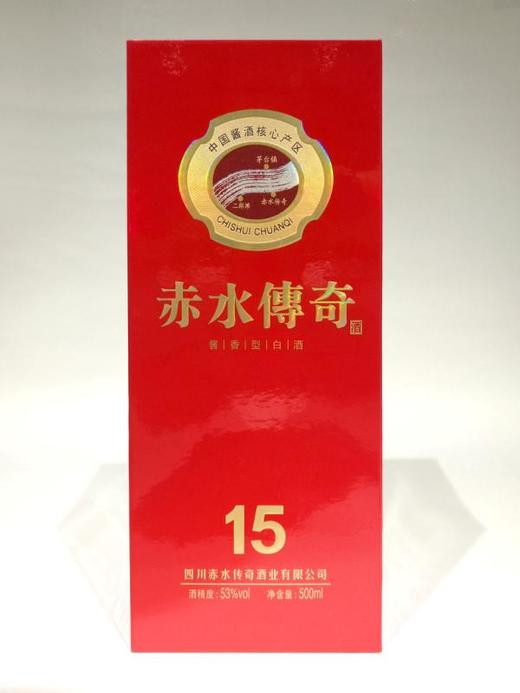 中国酱酒核心产区
茅台镇
二郎滩
赤水传奇
CHISHUI CHUANQI
赤水傳奇
酒
酱|香|型|白|酒
15
四川赤水传奇酒业有限公司
酒精度：53%vol 净含量：500ml